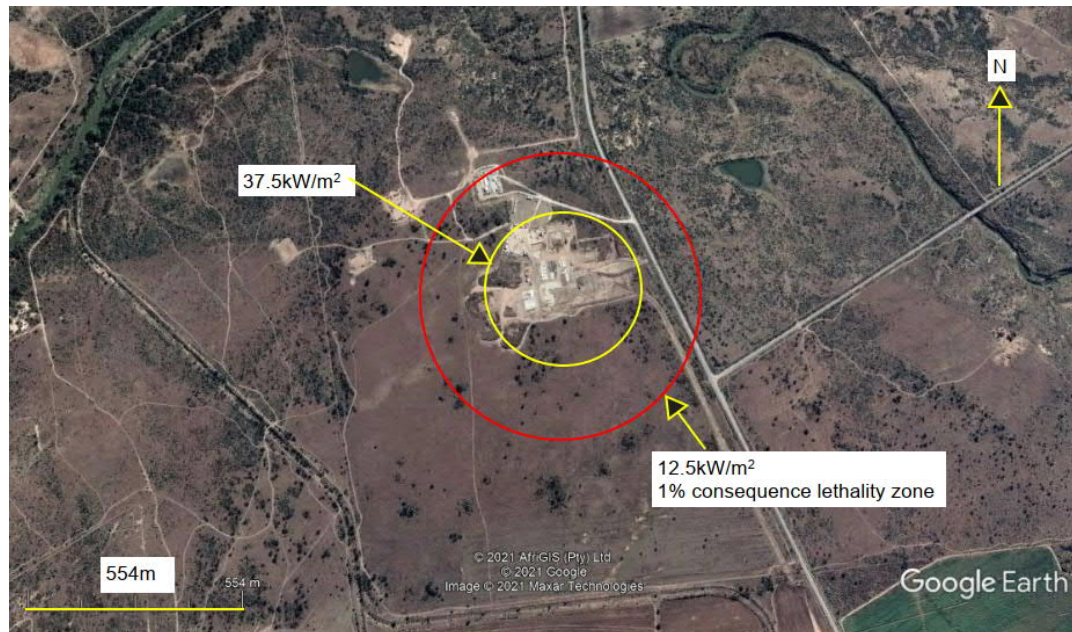 N
37.5kW/m²
12.5kW/m²
1% consequence lethality zone
554m
554 m
© 2021 AfriGIS (Pty) Ltd
© 2021 Google
Image © 2021 Maxar Technologies
Google Earth